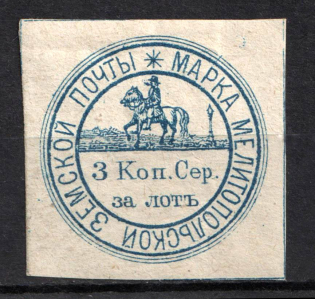 МАРКА МЕЛИТОПОЛЬСКОЙ ЗЕМСКОЙ ПОЧТЫ *
3 Коп. Сер.
за лотъ